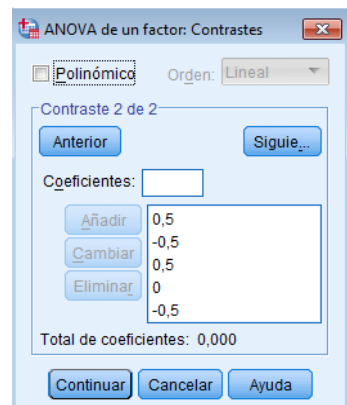 ANOVA de un factor: Contrastes
Polinómico Orden: Lineal
Contraste 2 de 2
Anterior Siguie...
Coeficientes:
Añadir
Cambiar
Eliminar
0,5
-0,5
0,5
0
-0,5
Total de coeficientes: 0,000
Continuar Cancelar Ayuda